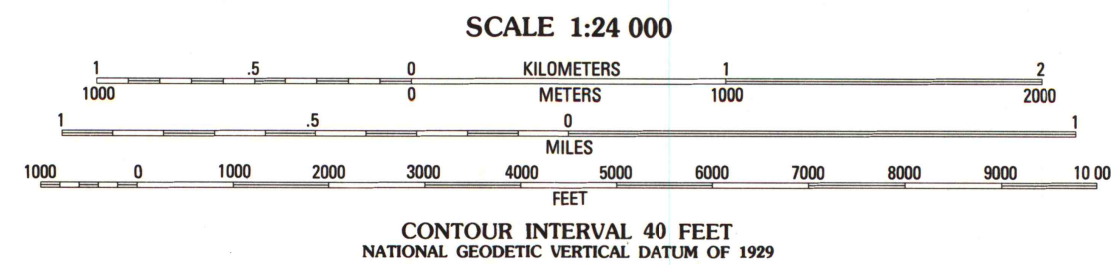 SCALE 1:24 000
1 .5 0 KILOMETERS 1 2
1000 0 METERS 1000 2000
1 .5 0 1
MILES
1000 0 1000 2000 3000 4000 5000 6000 7000 8000 9000 10 00
FEET
CONTOUR INTERVAL 40 FEET
NATIONAL GEODETIC VERTICAL DATUM OF 1929